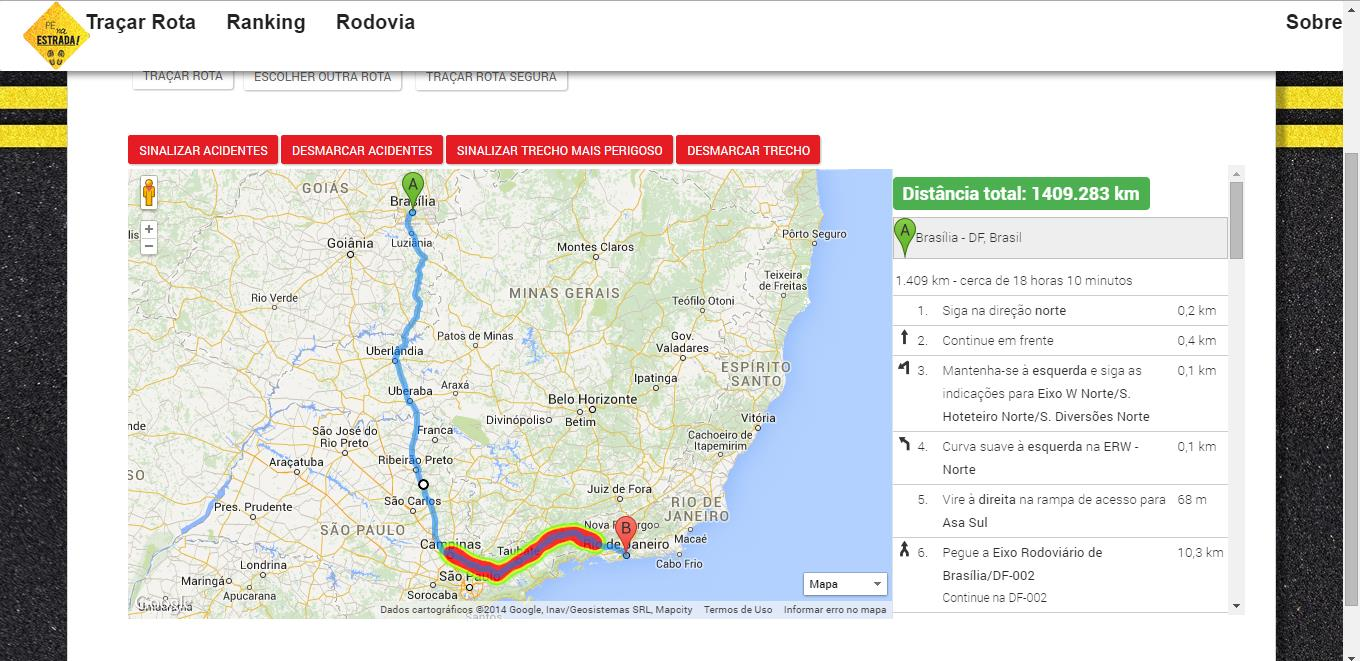 PÉ
na
ESTRADA!
Traçar Rota
Ranking
Rodovia
Sobre
TRAÇAR ROTA
ESCOLHER OUTRA ROTA
TRAÇAR ROTA SEGURA
SINALIZAR ACIDENTES
DESMARCAR ACIDENTES
SINALIZAR TRECHO MAIS PERIGOSO
DESMARCAR TRECHO
GOIÁS
A
Brasília
Goiânia
Luziânia
Montes Claros
Pôrto Seguro
Teixeira
de Freitas
Rio Verde
MINAS GERAIS
Teófilo Otoni
Patos de Minas
Gov.
Valadares
Uberlândia
ESPÍRITO
SANTO
Ipatinga
Uberaba
Araxá
Belo Horizonte
Betim
Divinópolis
Vitória
Franca
São José do
Rio Preto
Cachoeiro de
Itapemirim
Araçatuba
Ribeirão Preto
Juiz de Fora
São Carlos
Pres. Prudente
RIO DE
JANEIRO
SÃO PAULO
B
Macaé
Campinas
Taubaté
Rio de Janeiro
Cabo Frio
Londrina
São Paulo
Maringá
Sorocaba
Apucarana
Umuarama
Santos
Mapa
Google
Dados cartográficos ©2014 Google, Inav/Geosistemas SRL, Mapcity
Termos de Uso
Informar erro no mapa
Distância total: 1409.283 km
A
Brasília - DF, Brasil
1.409 km - cerca de 18 horas 10 minutos
1. Siga na direção norte 0,2 km
2. Continue em frente 0,4 km
3. Mantenha-se à esquerda e siga as 0,1 km
indicações para Eixo W Norte/S.
Hoteteiro Norte/S. Diversões Norte
4. Curva suave à esquerda na ERW - 0,1 km
Norte
5. Vire à direita na rampa de acesso para 68 m
Asa Sul
6. Pegue a Eixo Rodoviário de 10,3 km
Brasília/DF-002
Continue na DF-002